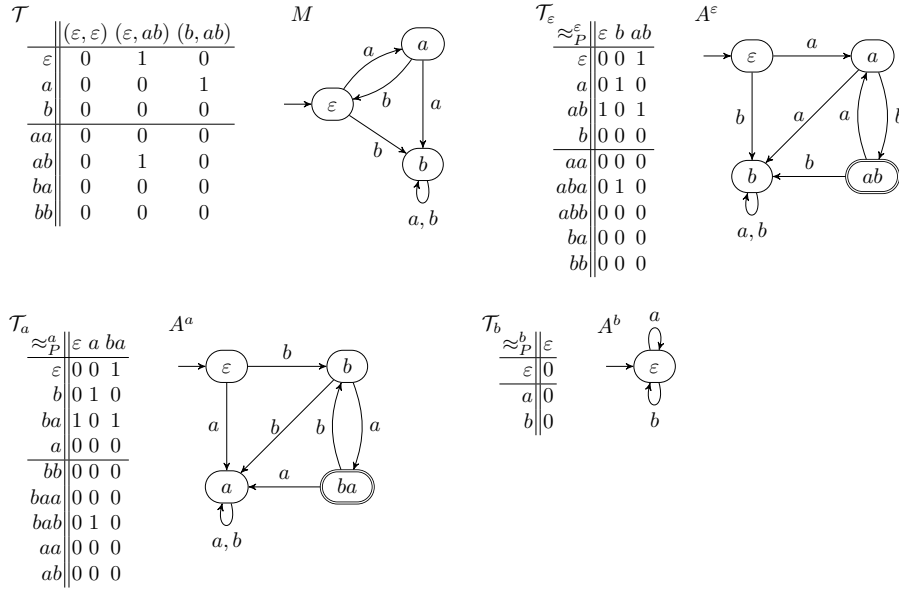 𝒯
(ε, ε) (ε, ab) (b, ab)
ε 0 1 0
a 0 0 1
b 0 0 0
aa 0 0 0
ab 0 1 0
ba 0 0 0
bb 0 0 0
M
a
a
b
ε
a
b
b
a, b
𝒯_ε
≈^ε_P ε b ab
ε 0 0 1
a 0 1 0
ab 1 0 1
b 0 0 0
aa 0 0 0
aba 0 1 0
abb 0 0 0
ba 0 0 0
bb 0 0 0
A^ε
ε a a
b a a b
b b ab
a, b
𝒯_a
≈^a_P ε a ba
ε 0 0 1
b 0 1 0
ba 1 0 1
a 0 0 0
bb 0 0 0
baa 0 0 0
bab 0 1 0
aa 0 0 0
ab 0 0 0
A^a
ε b b
a b b a
a a ba
a, b
𝒯_b
≈^b_P ε
ε 0
a 0
b 0
A^b
a
ε
b